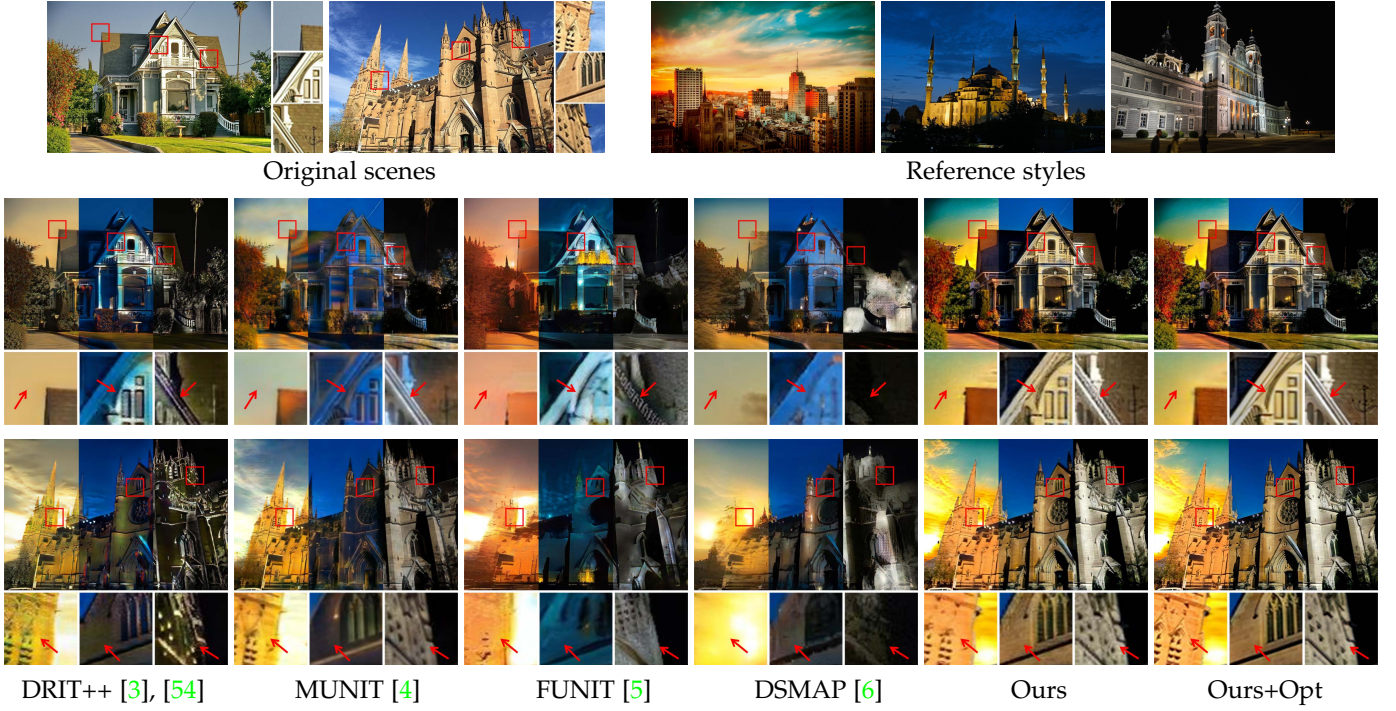 Original scenes
Reference styles
DRIT++ [3], [54]
MUNIT [4]
FUNIT [5]
DSMAP [6]
Ours
Ours+Opt